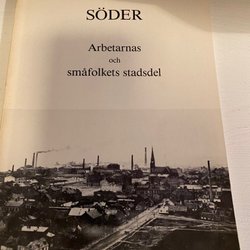 SÖDER
Arbetarnas
och
småfolkets stadsdel